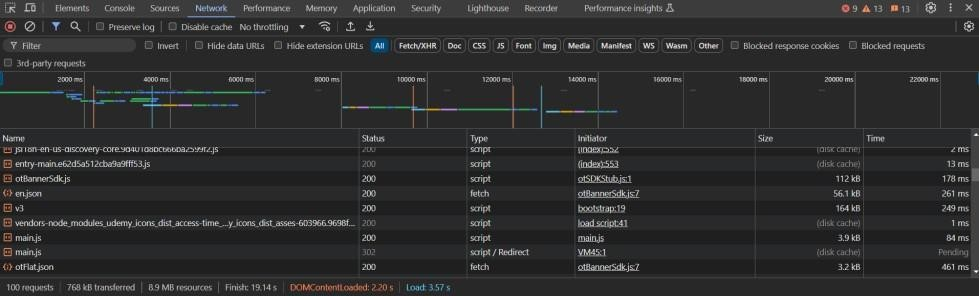 Elements Console Sources Network Performance Memory Application Security Lighthouse Recorder Performance insights 9 13 13
Preserve log Disable cache No throttling
Filter Invert Hide data URLs Hide extension URLs All Fetch/XHR Doc CSS JS Font Img Media Manifest WS Wasm Other Blocked response cookies Blocked requests
3rd-party requests
2000 ms 4000 ms 6000 ms 8000 ms 10000 ms 12000 ms 14000 ms 16000 ms 18000 ms 20000 ms 22000 ms
Name Status Type Initiator Size Time
200 script (index):552 (disk cache) 2 ms
entry-main.e62d5a512cba9a9fff53.js 200 script (index):553 (disk cache) 13 ms
otBannerSdk.js 200 script otSDKStub.js:1 112 kB 178 ms
en.json 200 fetch otBannerSdk.js:7 56.1 kB 261 ms
v3 200 script bootstrap:19 164 kB 249 ms
vendors-node_modules_udemy_icons_dist_access-time_...y_icons_dist_asses-603966.9698f... 200 script load script:41 (disk cache) 1 ms
main.js 200 script main.js 3.9 kB 84 ms
main.js 302 script / Redirect VM45:1 Pending
otFlat.json 200 fetch otBannerSdk.js:7 3.2 kB 461 ms
100 requests 768 kB transferred 8.9 MB resources Finish: 19.14 s DOMContentLoaded: 2.20 s Load: 3.57 s